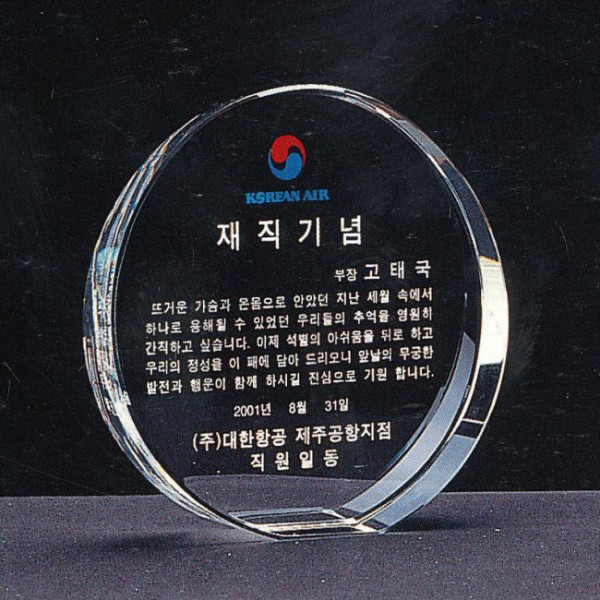 KOREAN AIR
재직기념
부장 고태국
뜨거운 가슴과 온몸으로 안았던 지난 세월 속에서
하나로 용해될 수 있었던 우리들의 추억을 영원히
간직하고 싶습니다. 이제 석별의 아쉬움을 뒤로 하고
우리의 정성을 이 패에 담아 드리오니 앞날의 무궁한
발전과 행운이 함께 하시길 진심으로 기원 합니다.
2001년 8월 31일
(주)대한항공 제주공항지점
직원일동